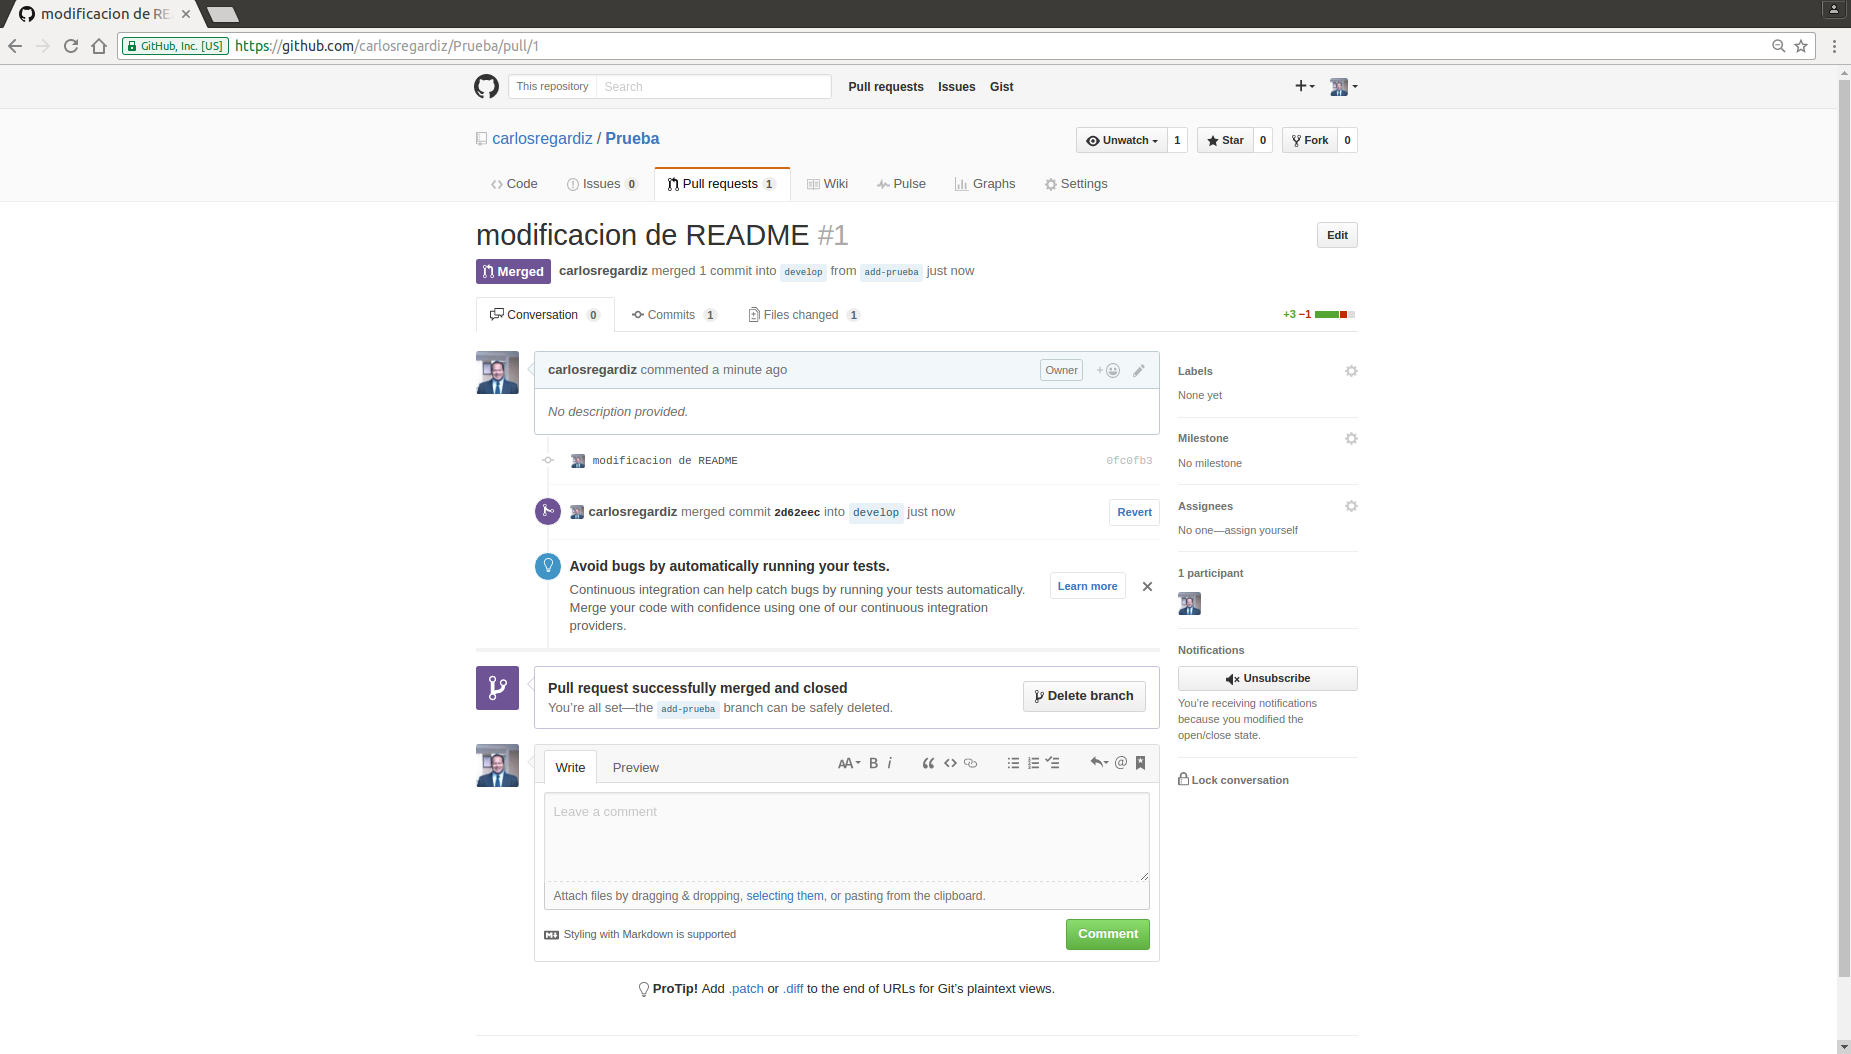 modificacion de RE
GitHub, Inc. [US] https://github.com/carlosregardiz/Prueba/pull/1
This repository Search Pull requests Issues Gist
carlosregardiz / Prueba Unwatch 1 Star 0 Fork 0
Code Issues 0 Pull requests 1 Wiki Pulse Graphs Settings
modificacion de README #1 Edit
Merged carlosregardiz merged 1 commit into develop from add-prueba just now
Conversation 0 Commits 1 Files changed 1 +3 −1
carlosregardiz commented a minute ago Owner
No description provided.
modificacion de README 0fc0fb3
carlosregardiz merged commit 2d62eec into develop just now Revert
Avoid bugs by automatically running your tests.
Continuous integration can help catch bugs by running your tests automatically.
Merge your code with confidence using one of our continuous integration
providers.
Learn more
Pull request successfully merged and closed
You’re all set—the add-prueba branch can be safely deleted.
Delete branch
Write Preview AA B i
Leave a comment
Attach files by dragging & dropping, selecting them, or pasting from the clipboard.
Styling with Markdown is supported Comment
ProTip! Add .patch or .diff to the end of URLs for Git’s plaintext views.
Labels
None yet
Milestone
No milestone
Assignees
No one—assign yourself
1 participant
Notifications
Unsubscribe
You’re receiving notifications
because you modified the
open/close state.
Lock conversation